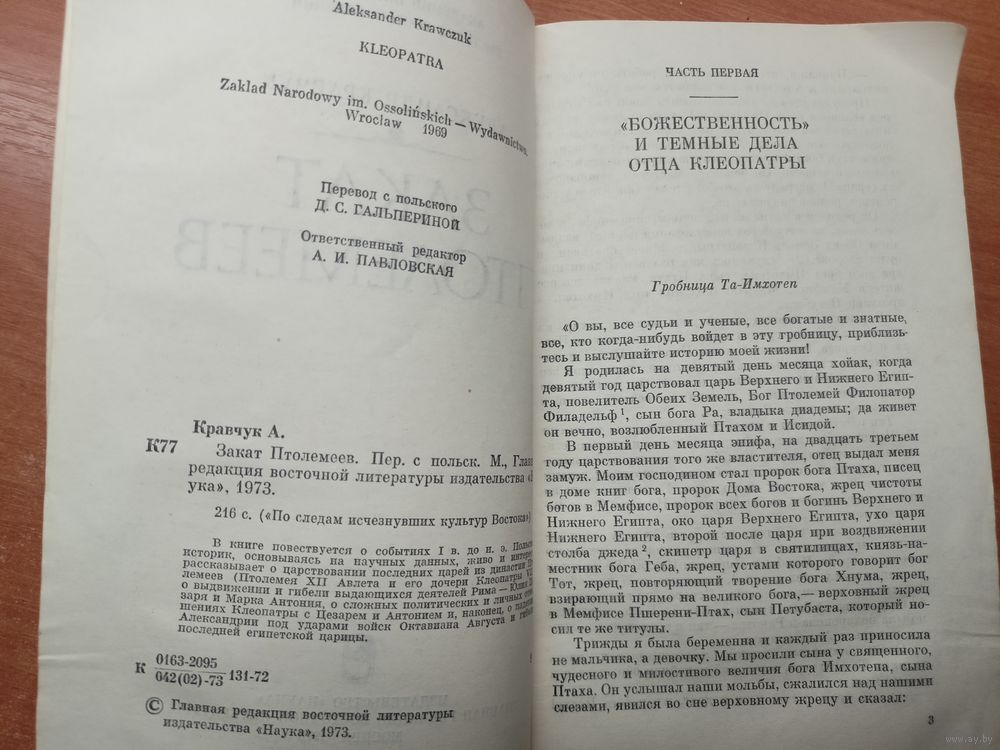 Aleksander Krawczuk
KLEOPATRA
Zakład Narodowy im. Ossolińskich — Wydawnictwo.
Wrocław 1969
Перевод с польского
Д. С. ГАЛЬПЕРИНОЙ
Ответственный редактор
А. И. ПАВЛОВСКАЯ
Кравчук А.
К77
Закат Птолемеев. Пер. с польск. М.,
редакция восточной литературы издательства
ука», 1973.
216 с. («По следам исчезнувших культур Востока»)
В книге повествуется о событиях I в. до н. э.
историк, основываясь на научных данных, живо и
рассказывает о царствовании последних царей из династии
лемеев (Птолемея XII Авлета и его дочери Клеопатры
о выдвижении и гибели выдающихся деятелей Рима — Юлия
заря и Марка Антония, о сложных политических и личных
шениях Клеопатры с Цезарем и Антонием и, наконец, о
Александрии под ударами войск Октавиана Августа и
последней египетской царицы.
К 0163-2095
042(02)-73 131-72
© Главная редакция восточной литературы
издательства «Наука», 1973.
ЧАСТЬ ПЕРВАЯ
«БОЖЕСТВЕННОСТЬ»
И ТЕМНЫЕ ДЕЛА
ОТЦА КЛЕОПАТРЫ
Гробница Та-Имхотеп
«О вы, все судьи и ученые, все богатые и знатные,
все, кто когда-нибудь войдет в эту гробницу, приблизь-
тесь и выслушайте историю моей жизни!
Я родилась на девятый день месяца хойак, когда
девятый год царствовал царь Верхнего и Нижнего Егип-
та, повелитель Обеих Земель, Бог Птолемей Филопатор
Филадельф 1, сын бога Ра, владыка диадемы; да живет
он вечно, возлюбленный Птахом и Исидой.
В первый день месяца эпифа, на двадцать третьем
году царствования того же властителя, отец выдал меня
замуж. Моим господином стал пророк бога Птаха, писец
в доме книг бога, пророк Дома Востока, жрец чистоты
богов в Мемфисе, пророк всех богов и богинь Верхнего и
Нижнего Египта, око царя Верхнего Египта, ухо царя
Нижнего Египта, второй после царя при воздвижении
столба джеда 2, скипетр царя в святилищах, князь-на-
местник бога Геба, жрец, устами которого говорит бог
Тот, жрец, повторяющий творение бога Хнума, жрец,
взирающий прямо на великого бога,— верховный жрец
в Мемфисе Пшерени-Птах, сын Петубаста, который но-
сил те же титулы.
Трижды я была беременна и каждый раз приносила
не мальчика, а девочку. Мы просили сына у священного,
чудесного и милостивого величия бога Имхотепа, сына
Птаха. Он услышал наши мольбы, сжалился над нашими
слезами, явился во сне верховному жрецу и сказал:
3
www.ay.by